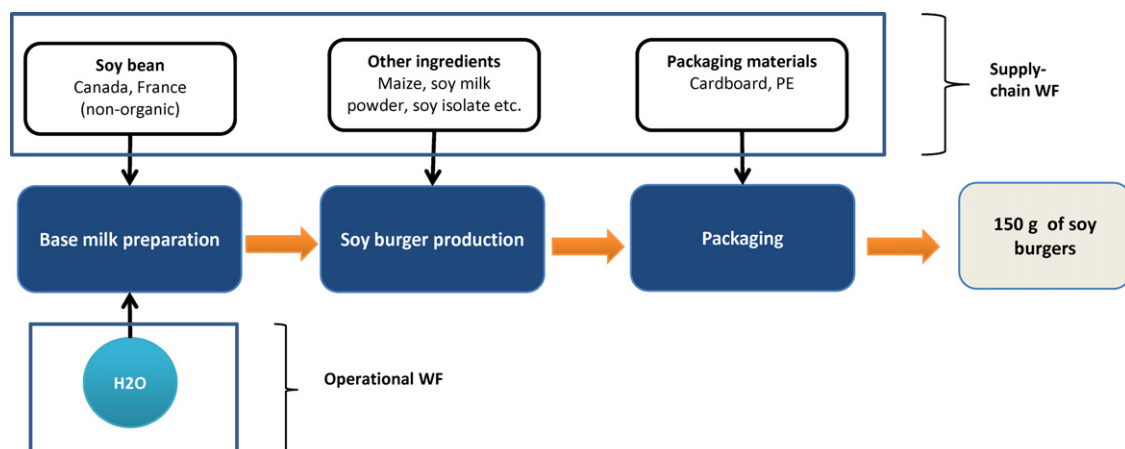 Soy bean
Canada, France
(non-organic)
Other ingredients
Maize, soy milk
powder, soy isolate etc.
Packaging materials
Cardboard, PE
Supply-
chain WF
Base milk preparation
Soy burger production
Packaging
150 g of soy
burgers
H2O
Operational WF